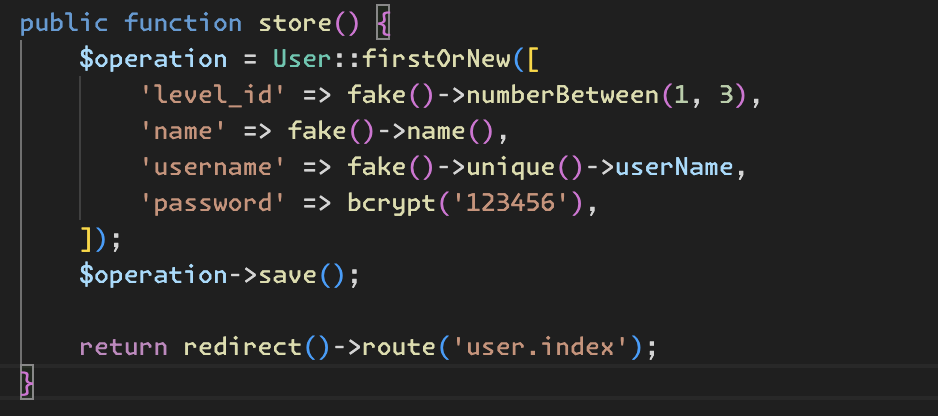 public function store() {
    $operation = User::firstOrNew([
        'level_id' => fake()->numberBetween(1, 3),
        'name' => fake()->name(),
        'username' => fake()->unique()->userName,
        'password' => bcrypt('123456'),
    ]);
    $operation->save();
    return redirect()->route('user.index');
}